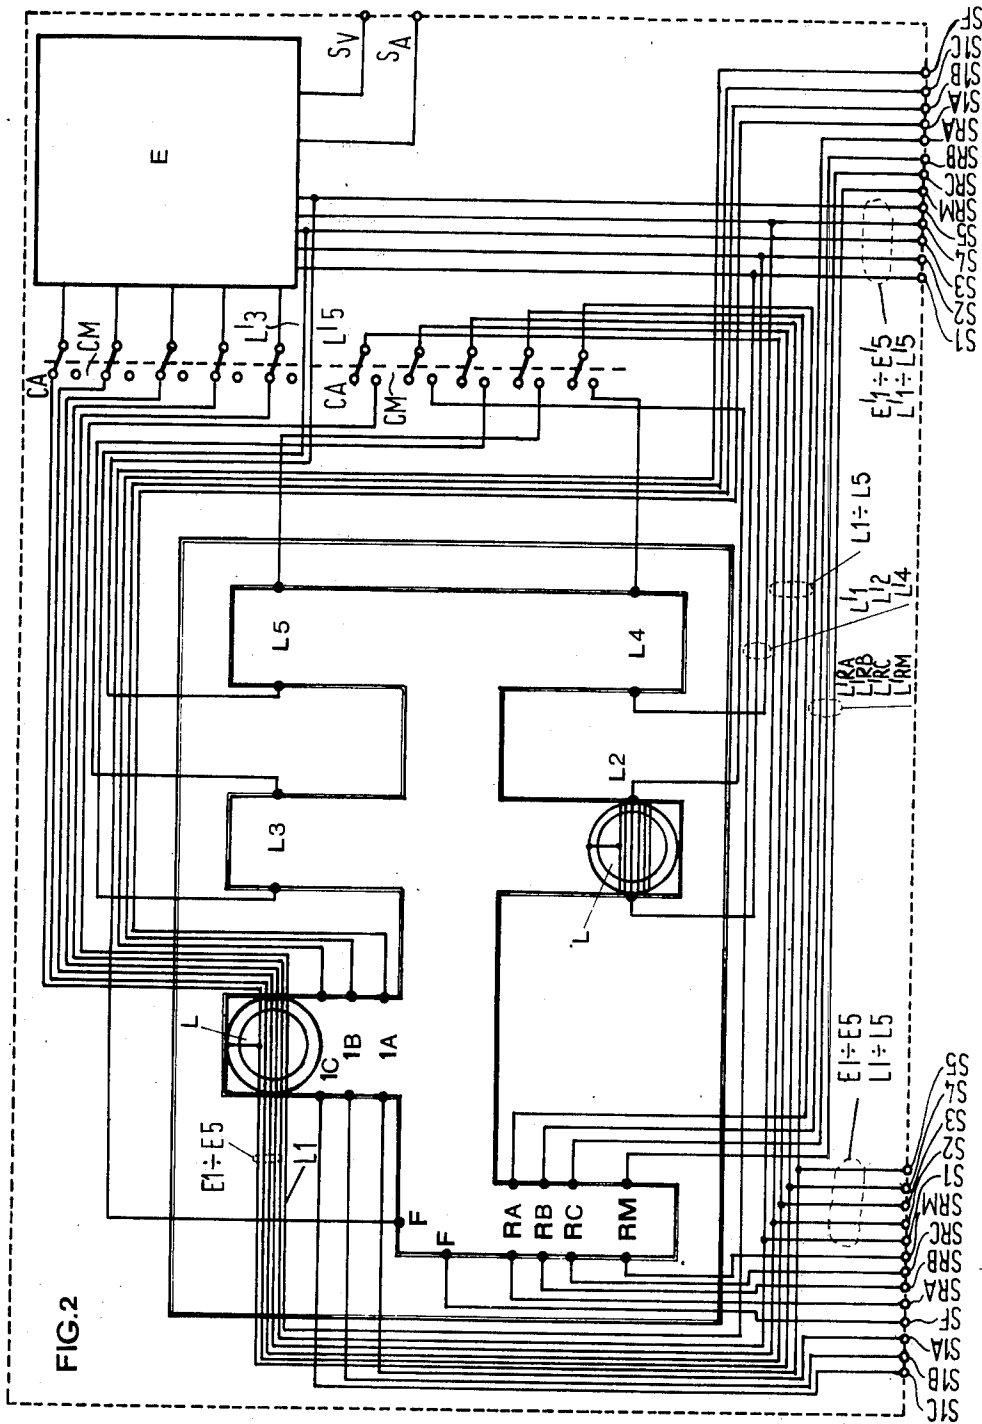 FIG.2
E
SV
SA
SF
S1C
S1B
S1A
SRA
SRB
SRC
SRM
S5
S4
S3
S2
S1
CA
CM
L'3
L'5
CA
CM
E'1÷E'5
L'1÷L'5
L1÷L5
L'1
L'2
L'4
L'RA
L'RB
L'RC
L'RM
L5
L4
L3
L2
L
L
1C
1B
1A
E1÷E5
L1
F
F
RA
RB
RC
RM
E1÷E5
L1÷L5
S5
S4
S3
S2
S1
SRM
SRC
SRB
SRA
SF
S1A
S1B
S1C